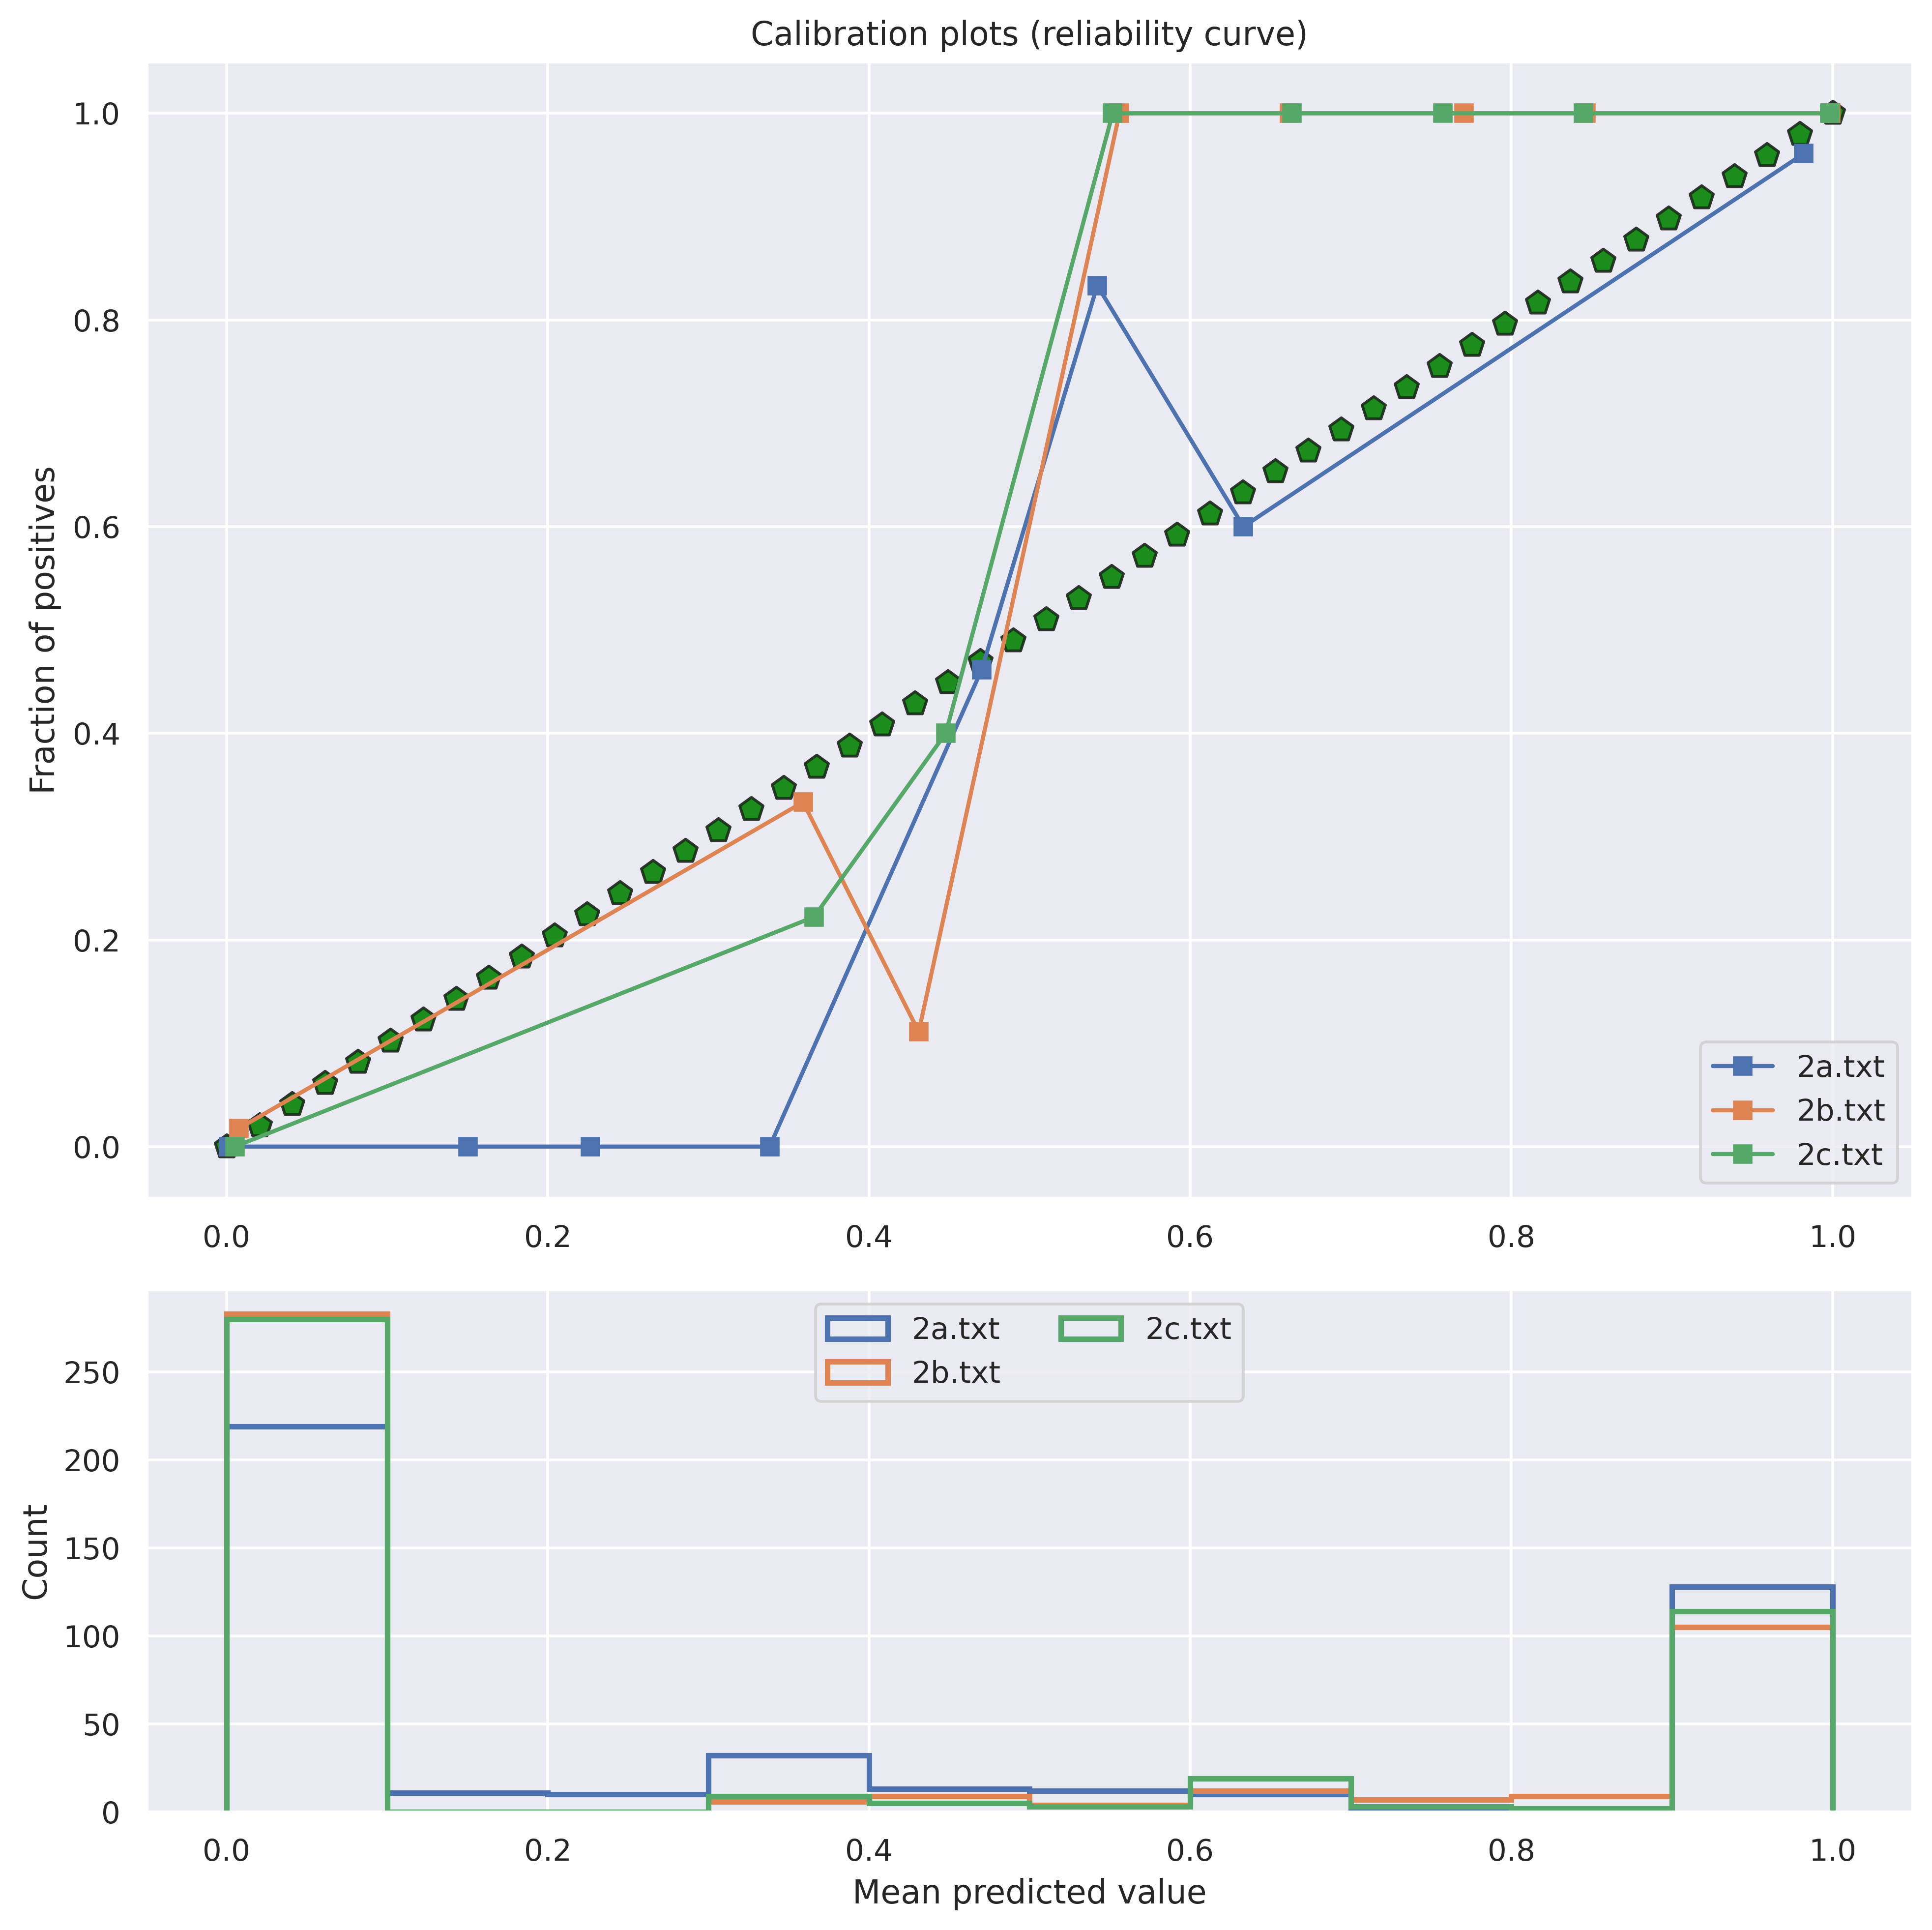 Calibration plots (reliability curve)
1.0
0.8
0.6
0.4
0.2
0.0
Fraction of positives
2a.txt
2b.txt
2c.txt
0.0 0.2 0.4 0.6 0.8 1.0
2a.txt 2c.txt
2b.txt
250
200
150
100
50
0
Count
0.0 0.2 0.4 0.6 0.8 1.0
Mean predicted value